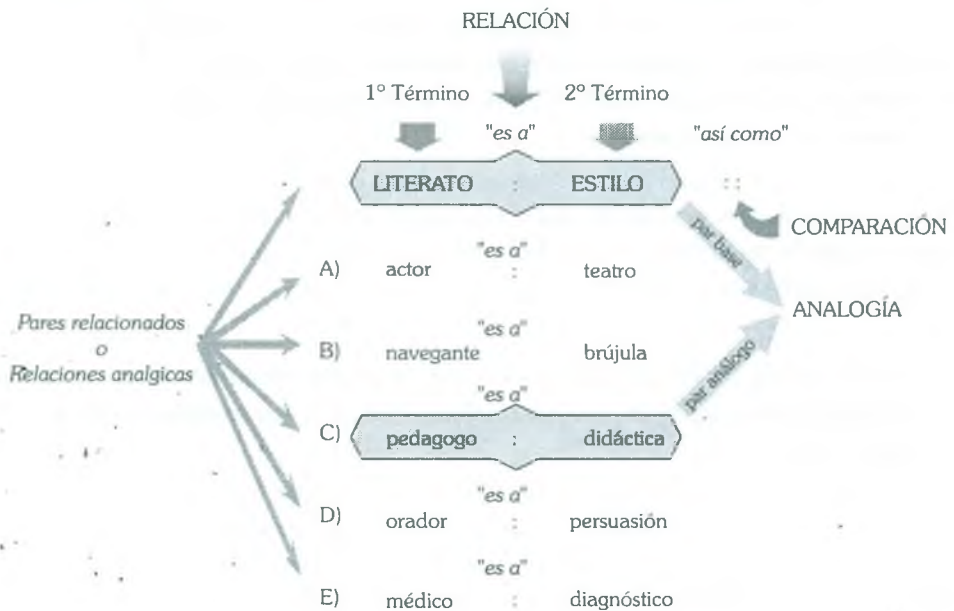 RELACIÓN
1° Término 2° Término
"es a" "así como"
LITERATO : ESTILO ::
par base
COMPARACIÓN
"es a"
A) actor : teatro
ANALOGÍA
Pares relacionados
o
Relaciones analgicas
"es a"
B) navegante brújula
par análogo
"es a"
C) pedagogo : didáctica
"es a"
D) orador : persuasión
"es a"
E) médico : diagnóstico